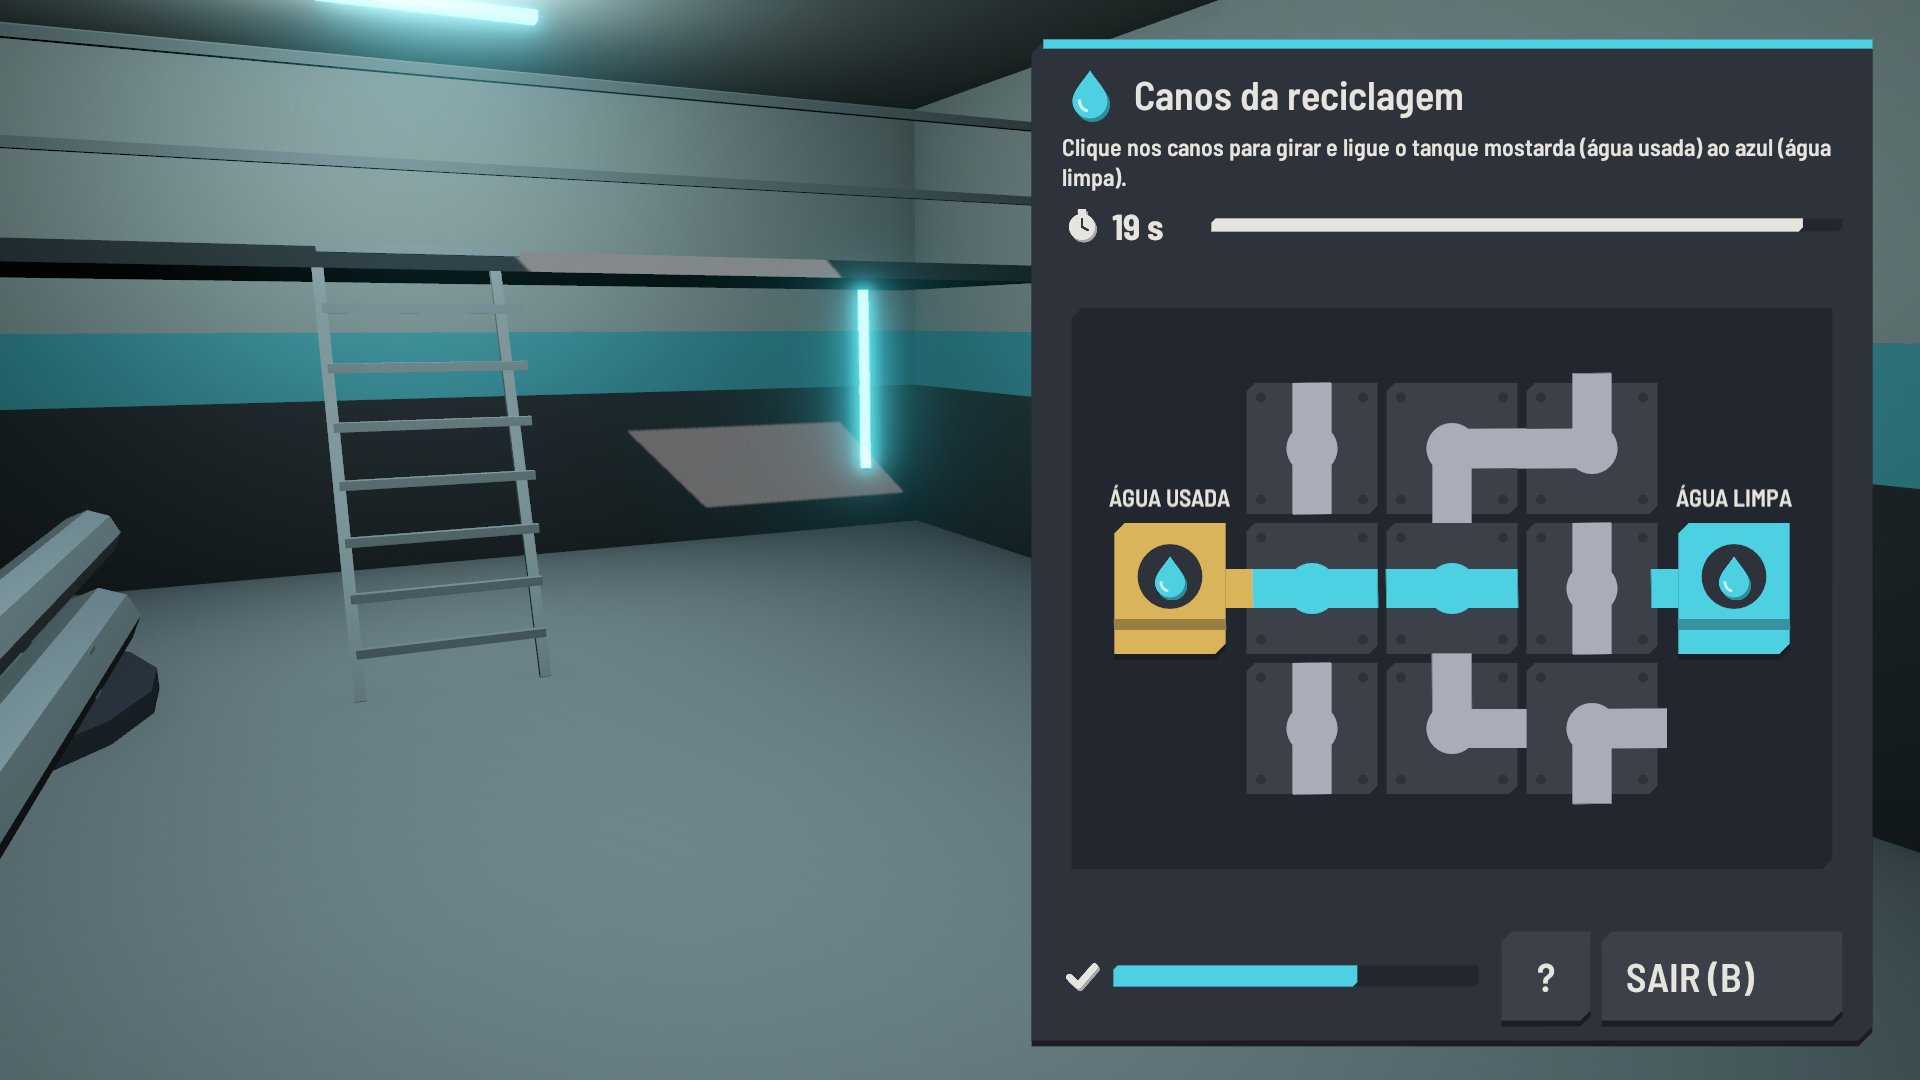 Canos da reciclagem
Clique nos canos para girar e ligue o tanque mostarda (água usada) ao azul (água
limpa).
19 s
ÁGUA USADA
ÁGUA LIMPA
?
SAIR (B)